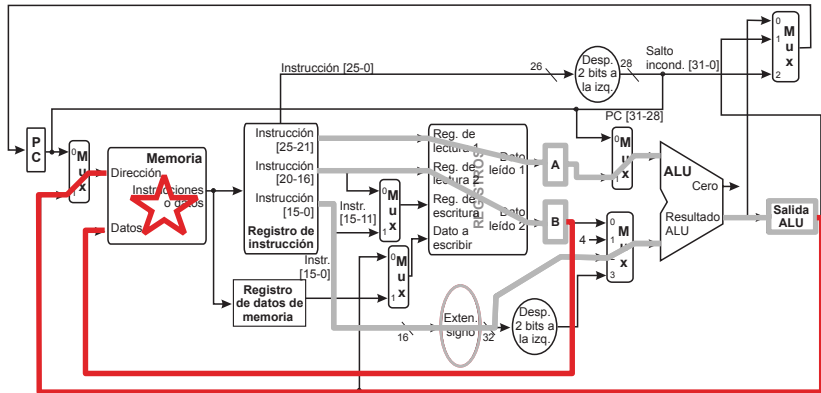 Instrucción [25-0]
26
Desp.
2 bits a
la izq.
28
Salto
incond. [31-0]
0
1
2
M
u
x
PC [31-28]
P
C
0
M
u
x
1
Memoria
Dirección
Instrucciones
o datos
Datos
Instrucción
[25-21]
Instrucción
[20-16]
Instrucción
[15-0]
Registro de
instrucción
Instr.
[15-11]
Instr.
[15-0]
Registro
de datos de
memoria
0
M
u
x
1
0
M
u
x
1
Reg. de
lectura 1
Reg. de
lectura 2
Reg. de
escritura
Dato a
escribir
REGISTROS
Dato
leído 1
Dato
leído 2
A
B
0
M
u
x
1
4
0
1
M
u
x
3
ALU
Cero
Resultado
ALU
Salida
ALU
16
Exten.
signo
32
Desp.
2 bits a
la izq.